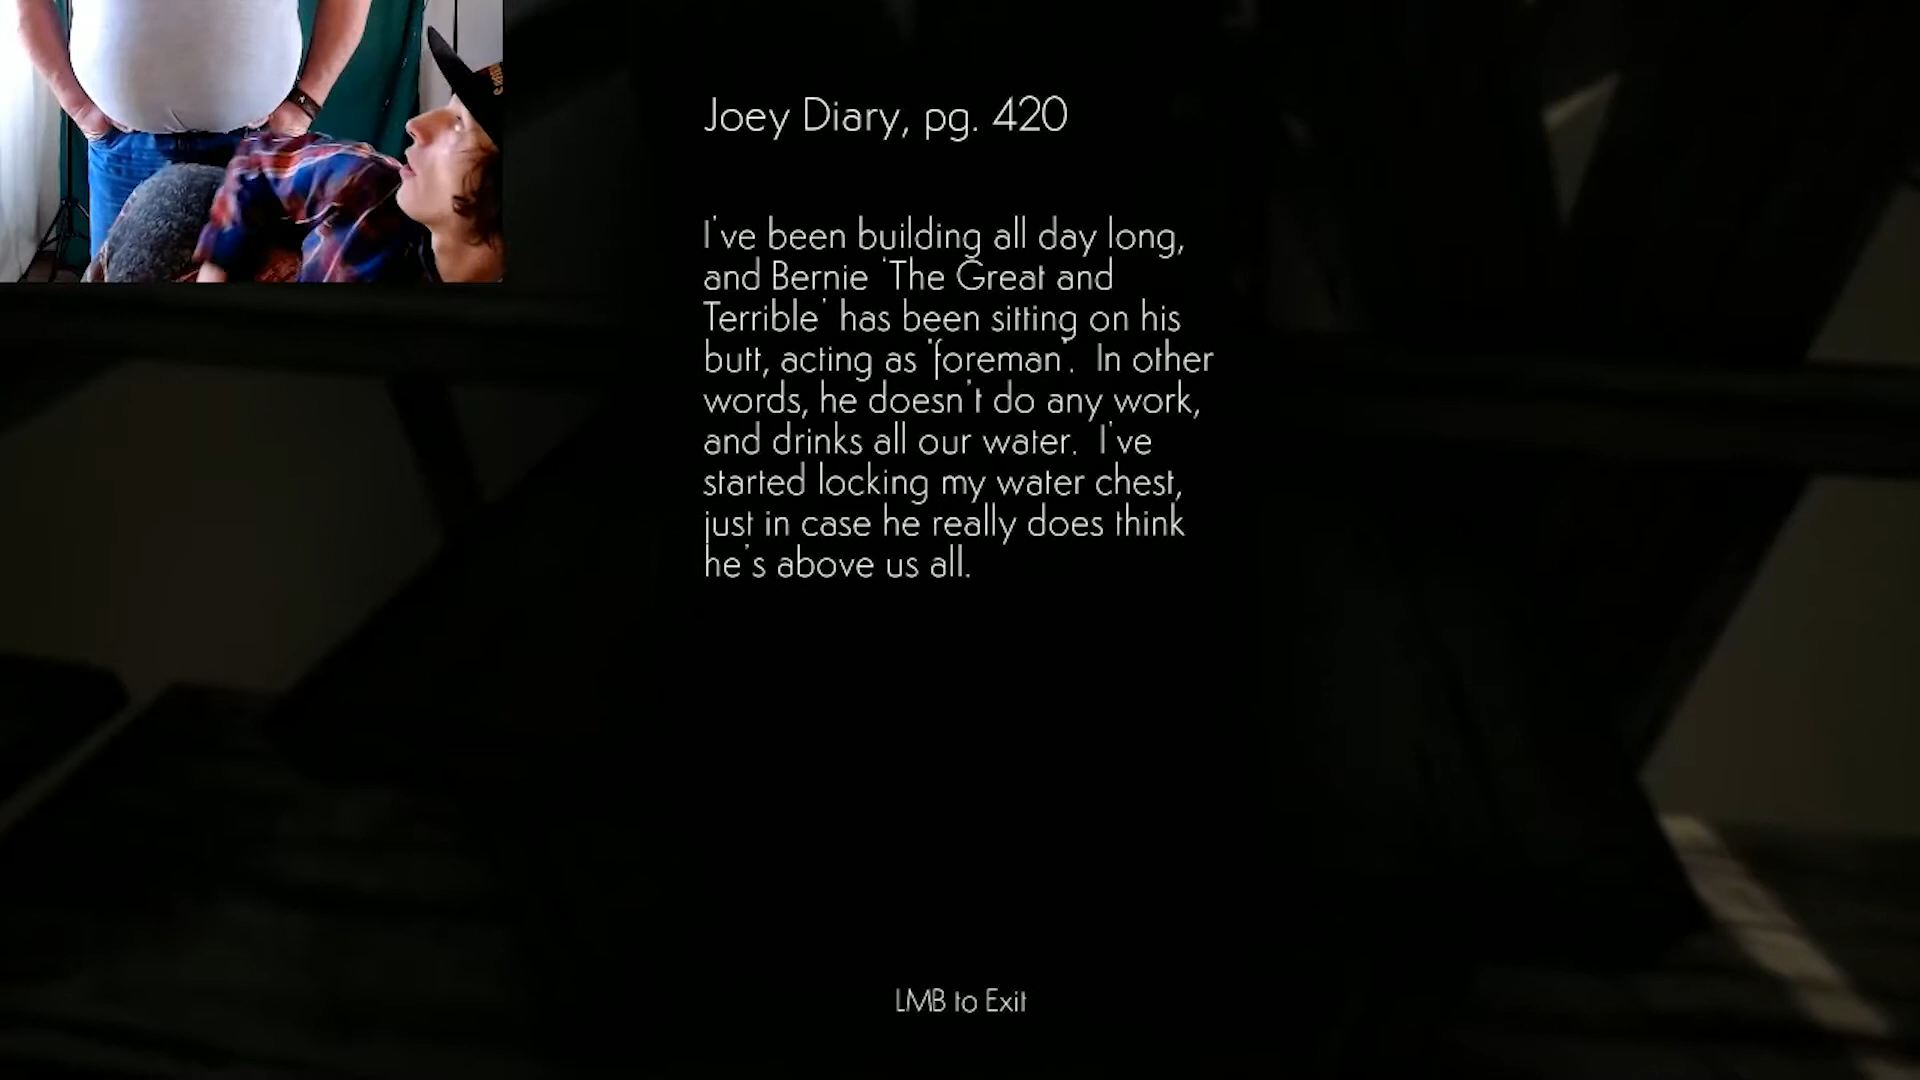 Joey Diary, pg. 420
I've been building all day long,
and Bernie 'The Great and
Terrible' has been sitting on his
butt, acting as 'foreman'.  In other
words, he doesn't do any work,
and drinks all our water.  I've
started locking my water chest,
just in case he really does think
he's above us all.
LMB to Exit